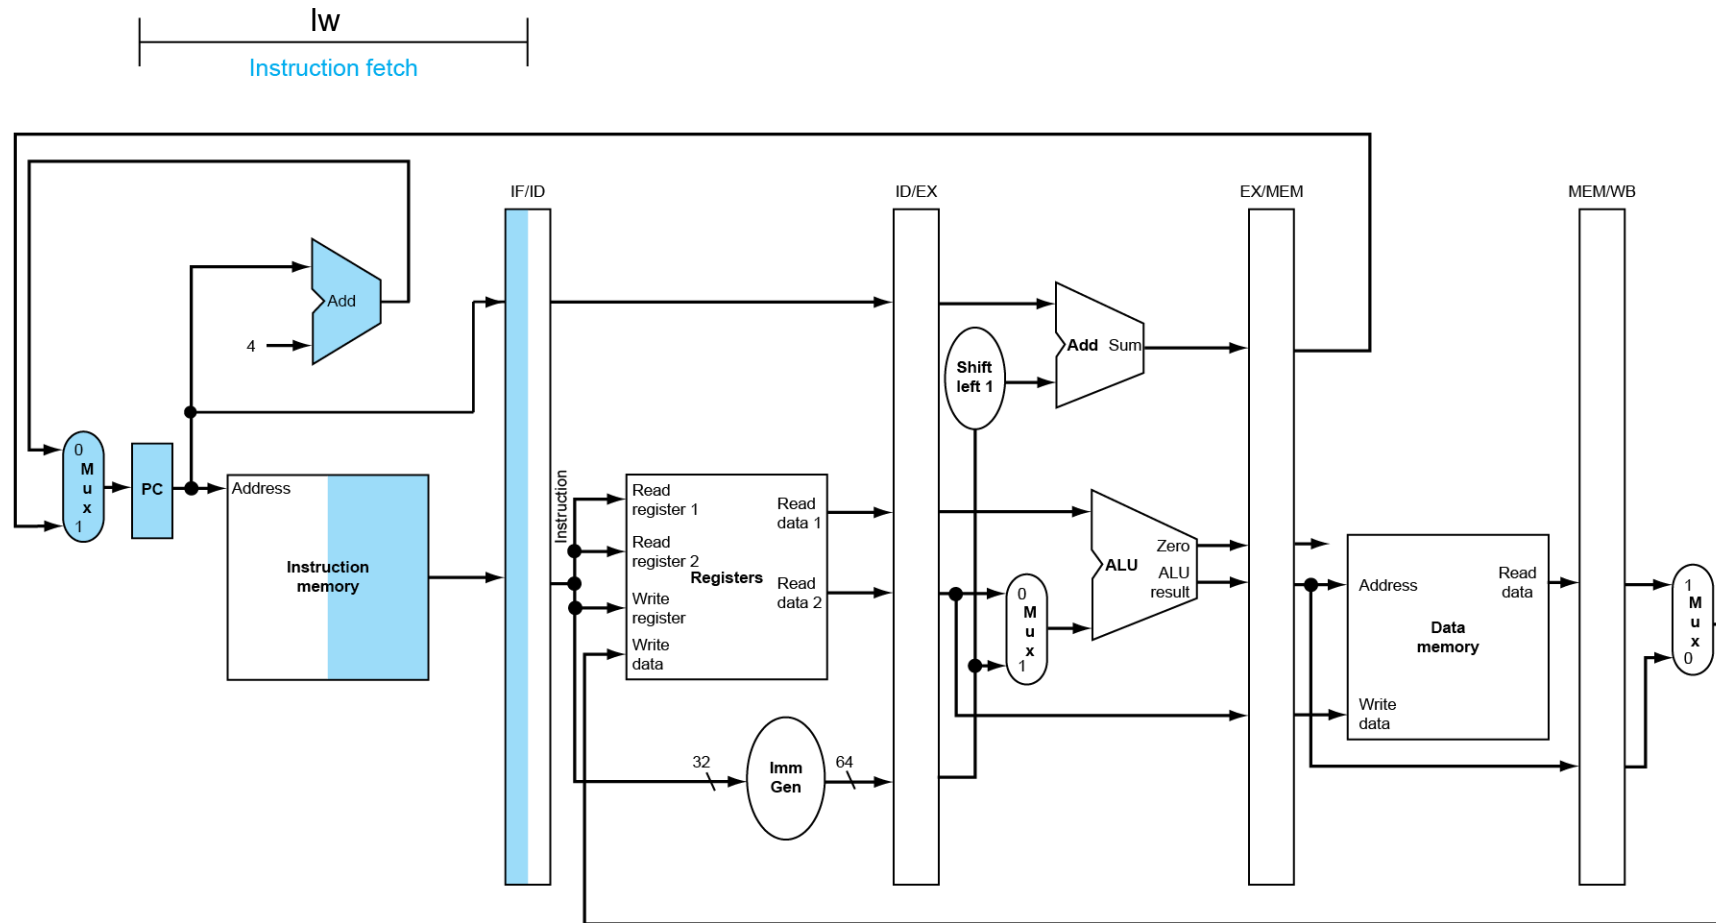 lw
Instruction fetch
IF/ID
ID/EX
EX/MEM
MEM/WB
Add
4
Add Sum
Shift
left 1
0
M
u
x
1
PC
Address
Instruction
memory
Instruction
Read
register 1
Read
register 2
Write
register
Write
data
Registers
Read
data 1
Read
data 2
0
M
u
x
1
ALU
Zero
ALU
result
Address
Read
data
Data
memory
Write
data
1
M
u
x
0
32
Imm
Gen
64